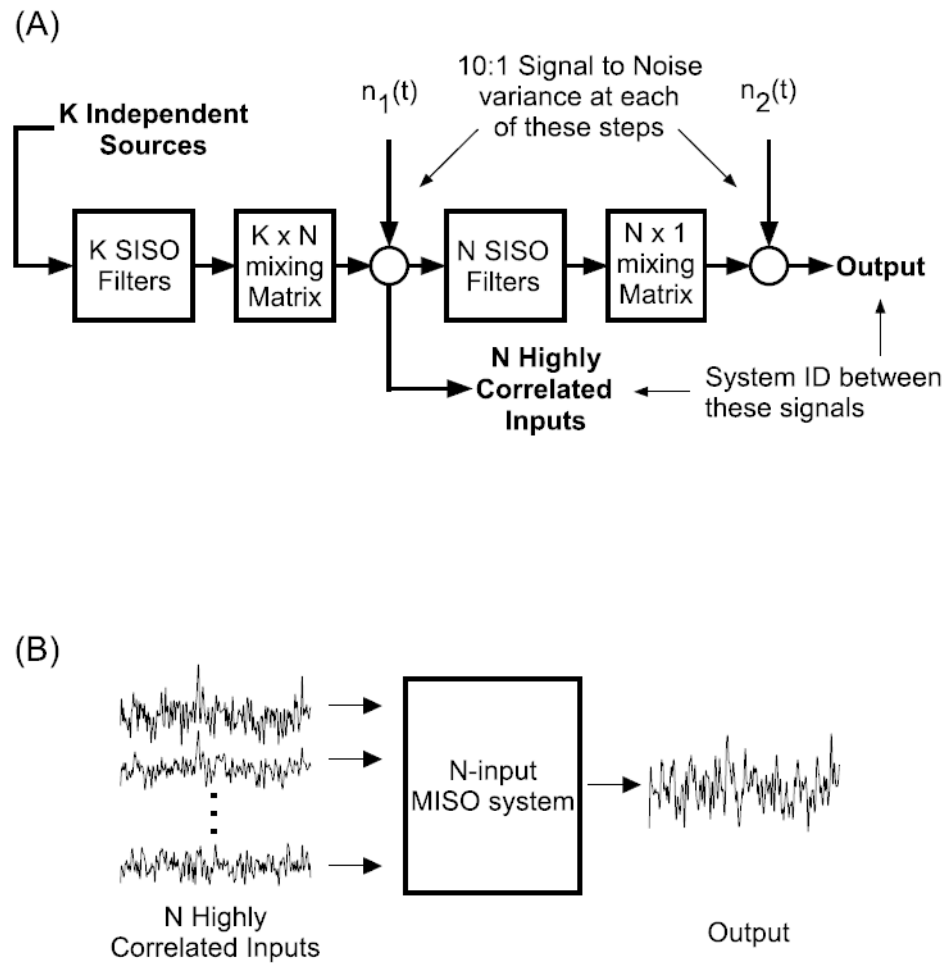 (A)
K Independent
Sources
n1(t)
10:1 Signal to Noise
variance at each
of these steps
n2(t)
K SISO
Filters
K x N
mixing
Matrix
N SISO
Filters
N x 1
mixing
Matrix
Output
N Highly
Correlated
Inputs
System ID between
these signals
(B)
N-input
MISO system
N Highly
Correlated Inputs
Output